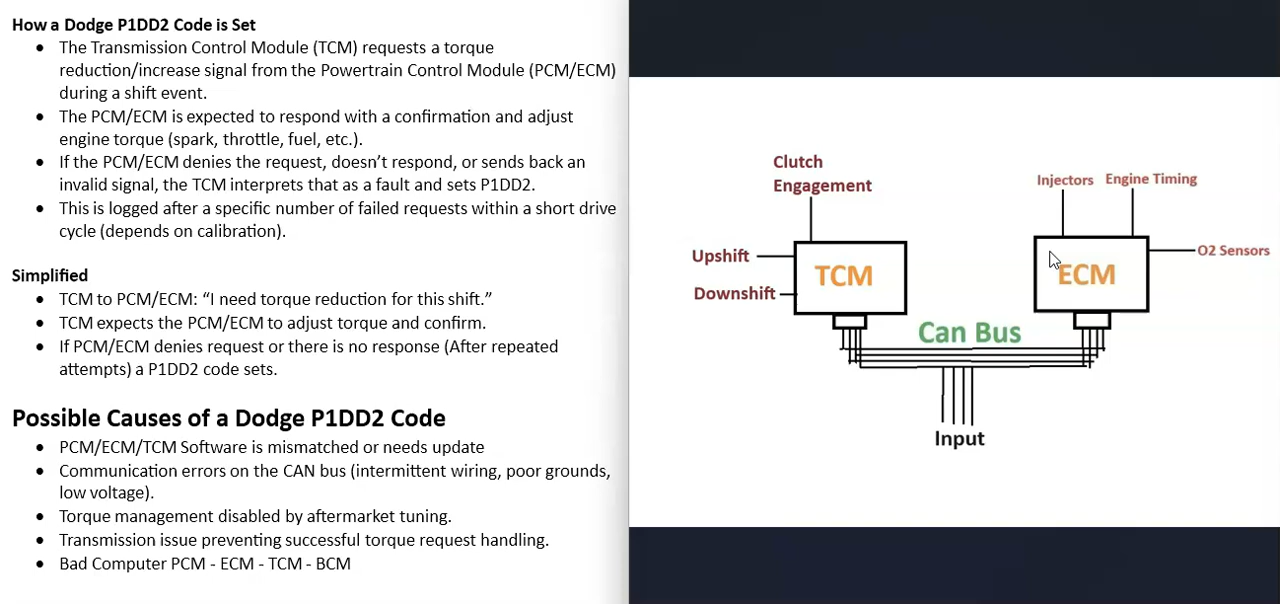 How a Dodge P1DD2 Code is Set
● The Transmission Control Module (TCM) requests a torque
reduction/increase signal from the Powertrain Control Module (PCM/ECM)
during a shift event.
● The PCM/ECM is expected to respond with a confirmation and adjust
engine torque (spark, throttle, fuel, etc.).
● If the PCM/ECM denies the request, doesn’t respond, or sends back an
invalid signal, the TCM interprets that as a fault and sets P1DD2.
● This is logged after a specific number of failed requests within a short drive
cycle (depends on calibration).
Simplified
● TCM to PCM/ECM: “I need torque reduction for this shift.”
● TCM expects the PCM/ECM to adjust torque and confirm.
● If PCM/ECM denies request or there is no response (After repeated
attempts) a P1DD2 code sets.
Possible Causes of a Dodge P1DD2 Code
● PCM/ECM/TCM Software is mismatched or needs update
● Communication errors on the CAN bus (intermittent wiring, poor grounds,
low voltage).
● Torque management disabled by aftermarket tuning.
● Transmission issue preventing successful torque request handling.
● Bad Computer PCM - ECM - TCM - BCM
Clutch
Engagement
Upshift
Downshift
TCM
Injectors
Engine Timing
O2 Sensors
ECM
Can Bus
Input